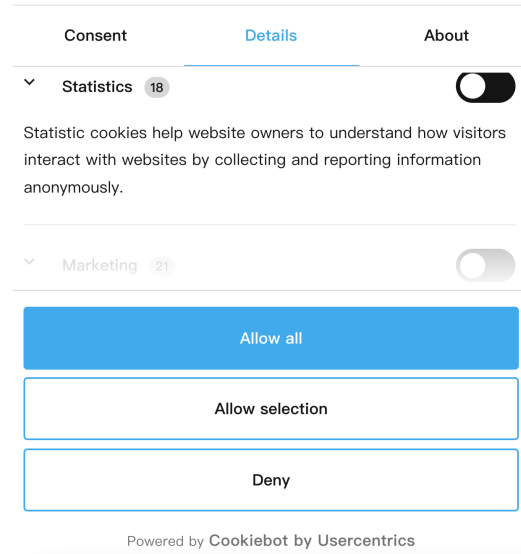 Consent Details About
Statistics 18
Statistic cookies help website owners to understand how visitors
interact with websites by collecting and reporting information
anonymously.
Marketing 21
Allow all
Allow selection
Deny
Powered by Cookiebot by Usercentrics